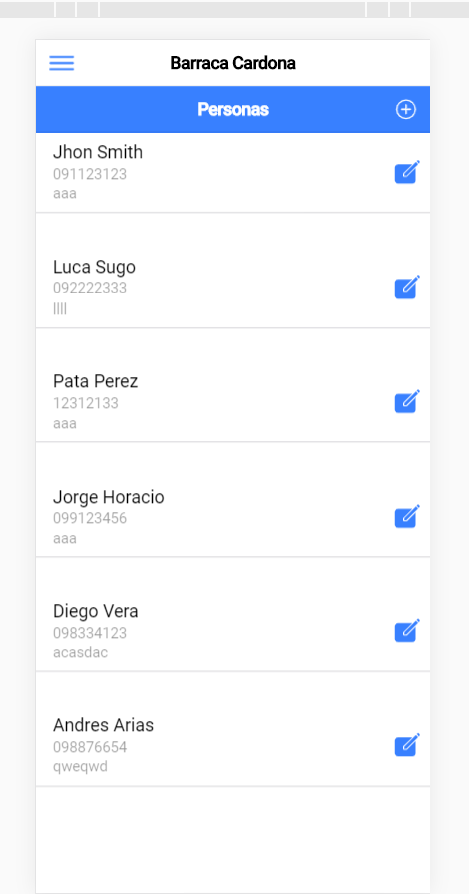 Barraca Cardona
Personas
Jhon Smith
091123123
aaa
Luca Sugo
092222333
llll
Pata Perez
12312133
aaa
Jorge Horacio
099123456
aaa
Diego Vera
098334123
acasdac
Andres Arias
098876654
qweqwd